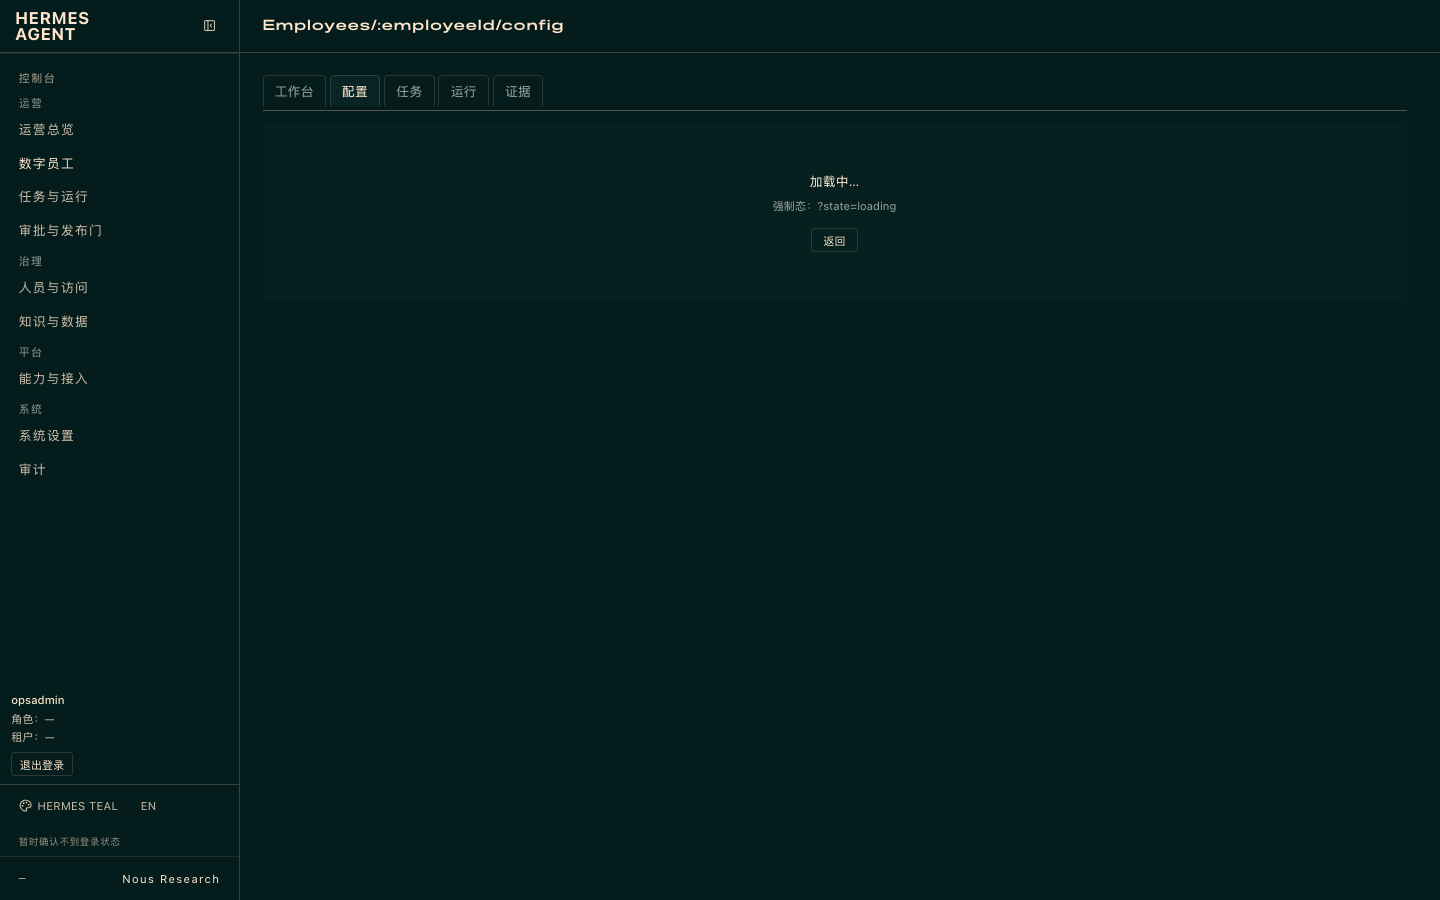 HERMES
AGENT
Employees/:employeeId/config
控制台
运营
运营总览
数字员工
任务与运行
审批与发布门
治理
人员与访问
知识与数据
平台
能力与接入
系统
系统设置
审计
工作台 配置 任务 运行 证据
加载中...
强制态：?state=loading
返回
opsadmin
角色：—
租户：—
退出登录
HERMES TEAL EN
暂时确认不到登录状态
— Nous Research